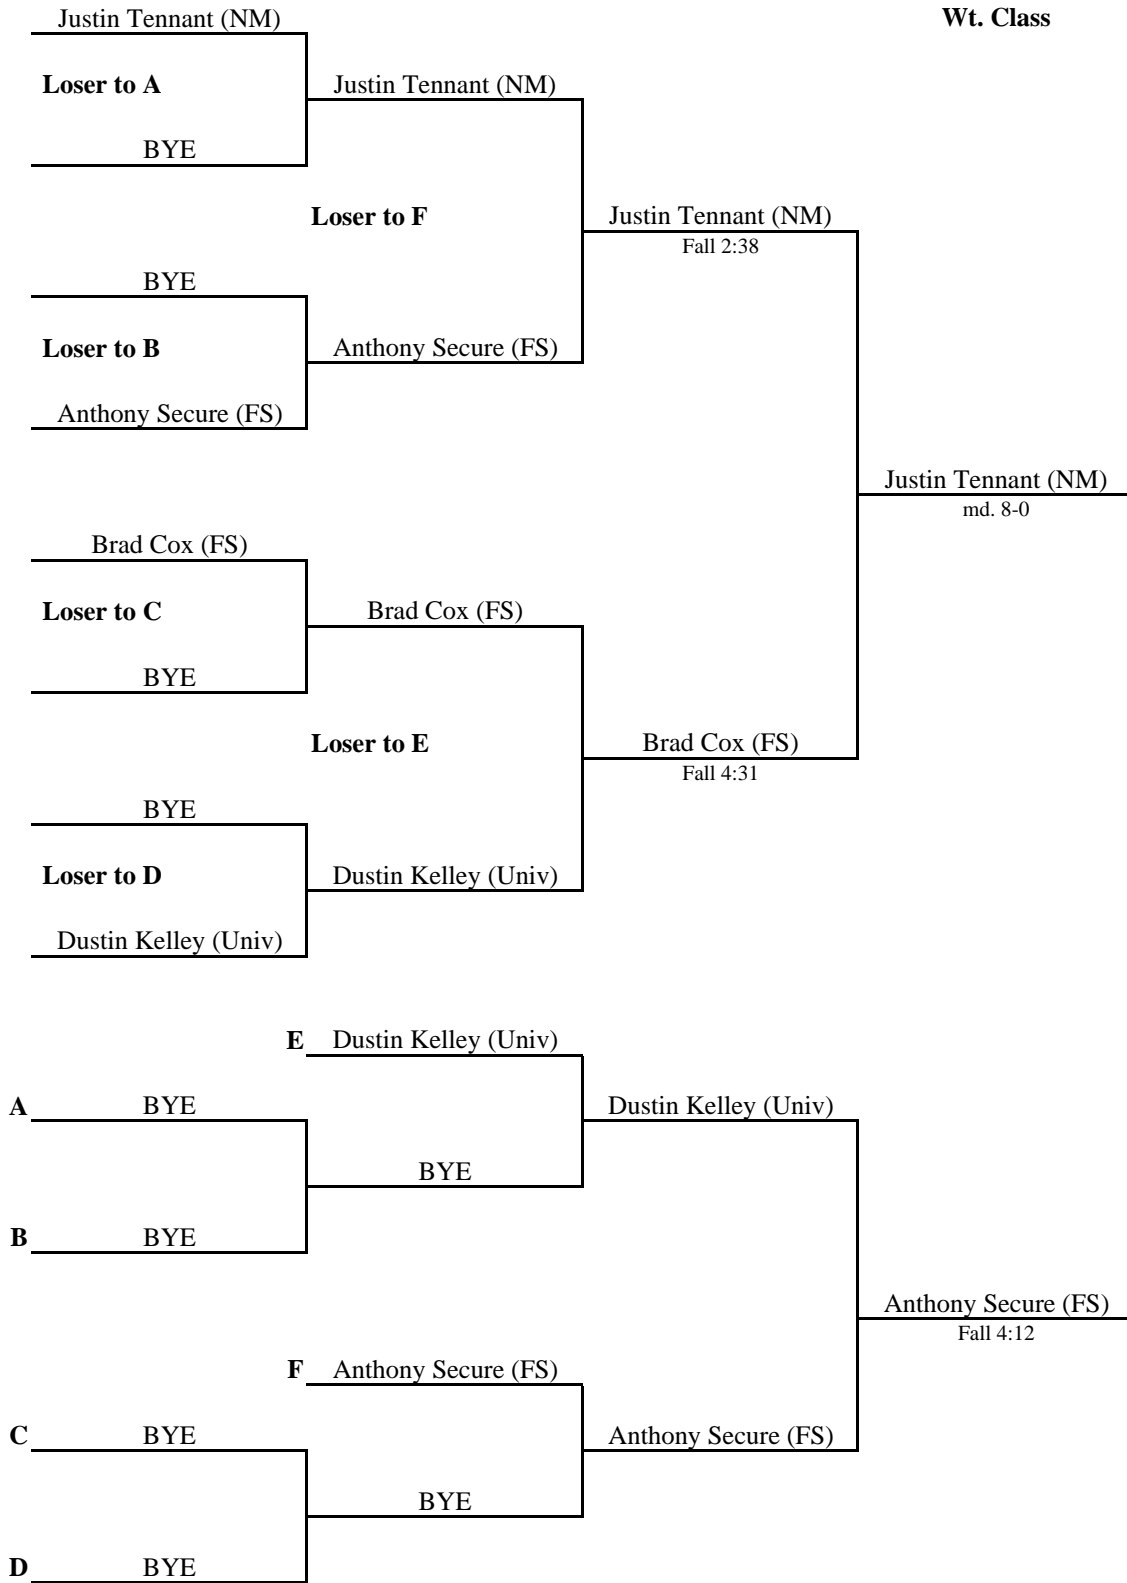 Justin Tennant (NM)
Wt. Class
Loser to A
Justin Tennant (NM)
BYE
Loser to F
Justin Tennant (NM)
Fall 2:38
BYE
Loser to B
Anthony Secure (FS)
Anthony Secure (FS)
Justin Tennant (NM)
md. 8-0
Brad Cox (FS)
Loser to C
Brad Cox (FS)
BYE
Loser to E
Brad Cox (FS)
Fall 4:31
BYE
Loser to D
Dustin Kelley (Univ)
Dustin Kelley (Univ)
E Dustin Kelley (Univ)
A BYE
Dustin Kelley (Univ)
BYE
B BYE
Anthony Secure (FS)
Fall 4:12
F Anthony Secure (FS)
C BYE
Anthony Secure (FS)
BYE
D BYE